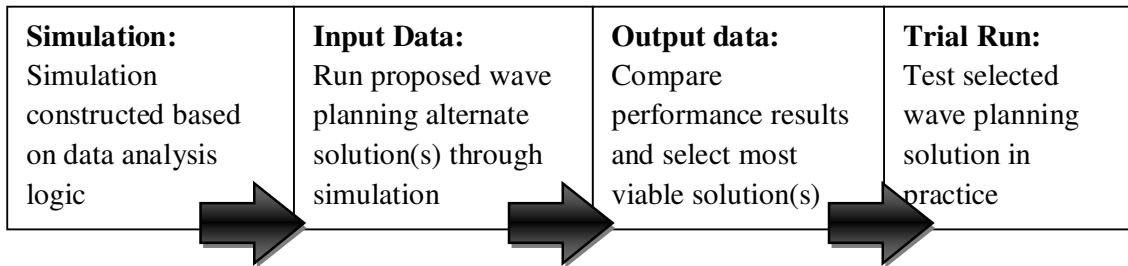 Simulation:
Simulation
constructed based
on data analysis
logic
Input Data:
Run proposed wave
planning alternate
solution(s) through
simulation
Output data:
Compare
performance results
and select most
viable solution(s)
Trial Run:
Test selected
wave planning
solution in
practice